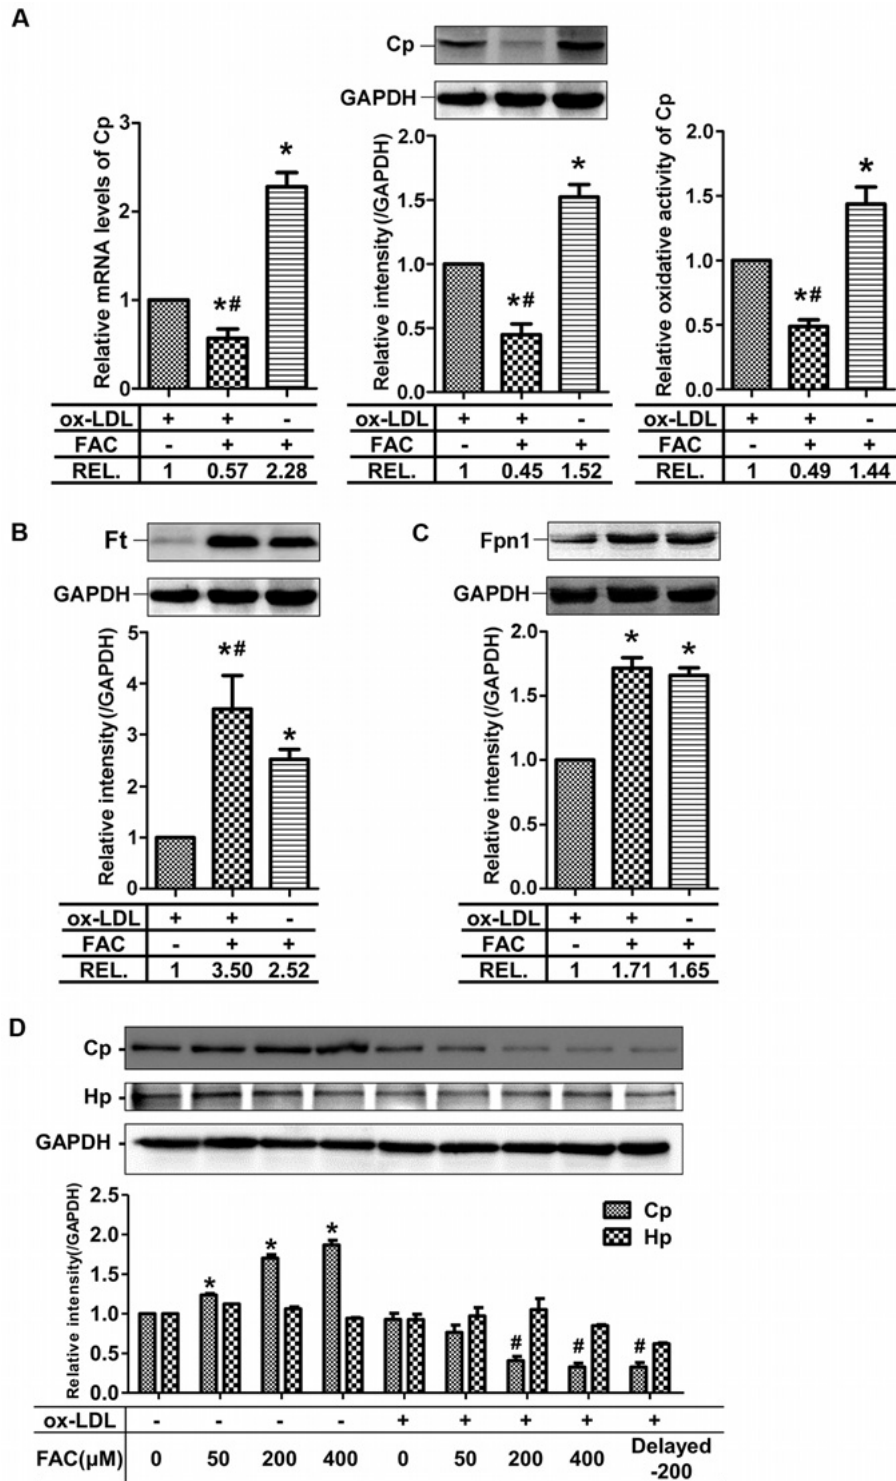 A
Cp
GAPDH
Relative mRNA levels of Cp
3
2
1
0
*
*#
ox-LDL + + -
FAC - + +
REL. 1 0.57 2.28
Relative intensity(/GAPDH)
2.0
1.5
1.0
0.5
0.0
*
*#
ox-LDL + + -
FAC - + +
REL. 1 0.45 1.52
Relative oxidative activity of Cp
2.0
1.5
1.0
0.5
0.0
*
*#
ox-LDL + + -
FAC - + +
REL. 1 0.49 1.44
B
Ft
GAPDH
Relative intensity(/GAPDH)
5
4
3
2
1
0
*#
*
ox-LDL + + -
FAC - + +
REL. 1 3.50 2.52
C
Fpn1
GAPDH
Relative intensity(/GAPDH)
2.0
1.5
1.0
0.5
0.0
* *
ox-LDL + + -
FAC - + +
REL. 1 1.71 1.65
D
Cp
Hp
GAPDH
Relative intensity(/GAPDH)
2.5
2.0
1.5
1.0
0.5
0.0
Cp
Hp
* * *
# # #
ox-LDL - - - - + + + + +
FAC(μM) 0 50 200 400 0 50 200 400 Delayed
-200